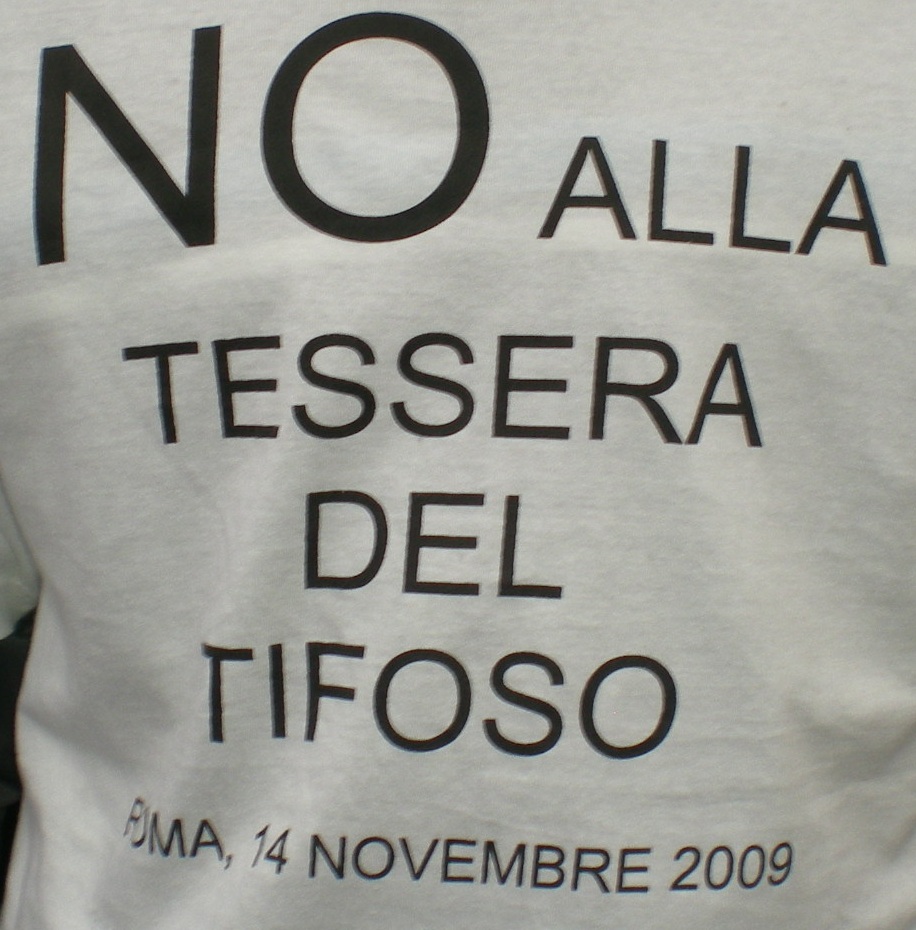 NO ALLA
TESSERA
DEL
TIFOSO
ROMA, 14 NOVEMBRE 2009